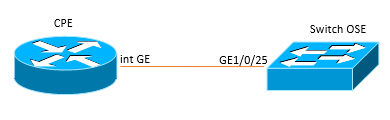 CPE
Switch OSE
int GE
GE1/0/25